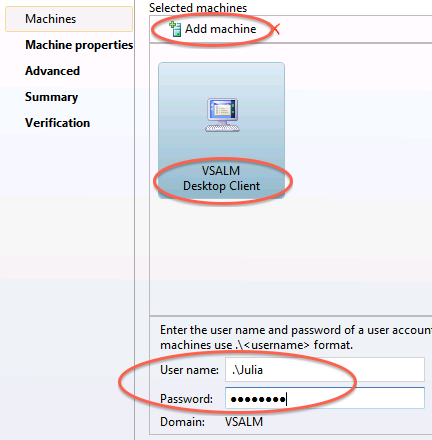 Selected machines
Machines
Add machine
Machine properties
Advanced
Summary
Verification
VSALM
Desktop Client
Enter the user name and password of a user accoun
machines use .\<username> format.
User name: .\Julia
Password: ●●●●●●●●
Domain: VSALM